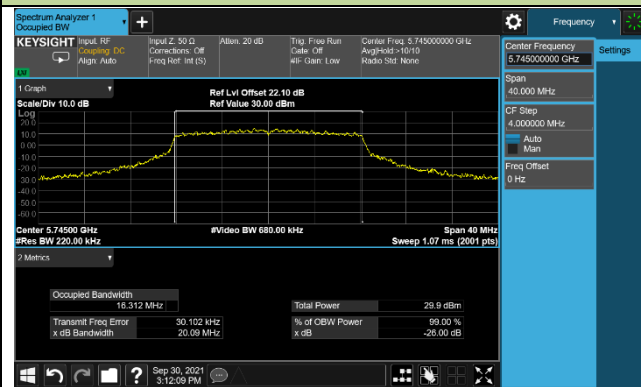 Spectrum Analyzer 1
Occupied BW
+
Frequency
KEYSIGHT
Input: RF
Coupling: DC
Align: Auto
Input Z: 50 Ω
Corrections: Off
Freq Ref: Int (S)
Atten: 20 dB
Trig: Free Run
Gate: Off
#IF Gain: Low
Center Freq: 5.745000000 GHz
Avg|Hold:>10/10
Radio Std: None
LXI
Center Frequency
5.745000000 GHz
Settings
Span
40.000 MHz
CF Step
4.000000 MHz
Auto
Man
Freq Offset
0 Hz
1 Graph
Scale/Div 10.0 dB
Ref Lvl Offset 22.10 dB
Ref Value 30.00 dBm
Log
20.0
10.0
0.00
-10.0
-20.0
-30.0
-40.0
-50.0
-60.0
Center 5.74500 GHz
#Res BW 220.00 kHz
#Video BW 680.00 kHz
Span 40 MHz
Sweep 1.07 ms (2001 pts)
2 Metrics
Occupied Bandwidth
16.312 MHz
Total Power 29.9 dBm
Transmit Freq Error 30.102 kHz
% of OBW Power 99.00 %
x dB Bandwidth 20.09 MHz
x dB -26.00 dB
?
Sep 30, 2021
3:12:09 PM